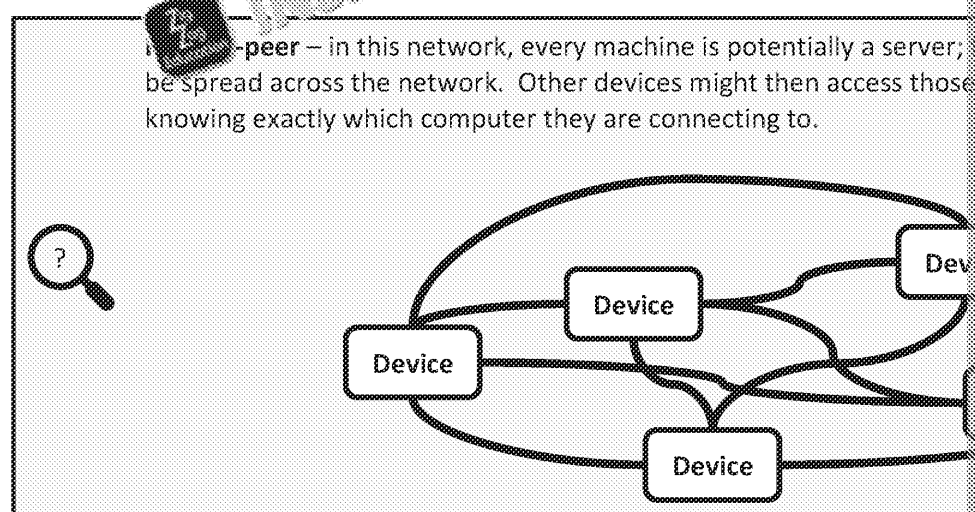 -peer – in this network, every machine is potentially a server;
be spread across the network. Other devices might then access those
knowing exactly which computer they are connecting to.
?
Device
Device
Device